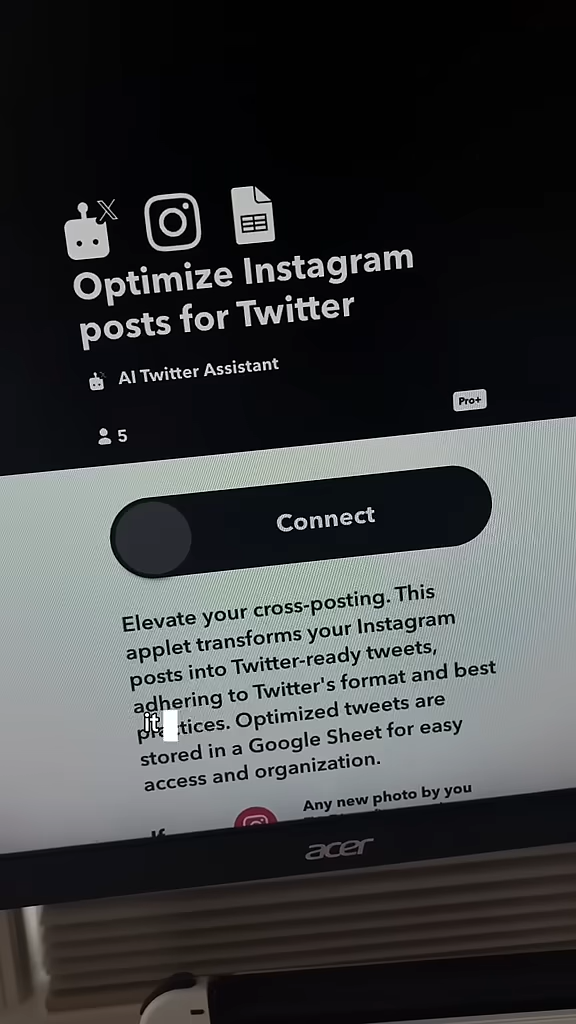 X
Optimize Instagram
posts for Twitter
AI Twitter Assistant
Pro+
5
Connect
Elevate your cross-posting. This
applet transforms your Instagram
posts into Twitter-ready tweets,
adhering to Twitter's format and best
practices. Optimized tweets are
it
stored in a Google Sheet for easy
access and organization.
If
Any new photo by you
acer